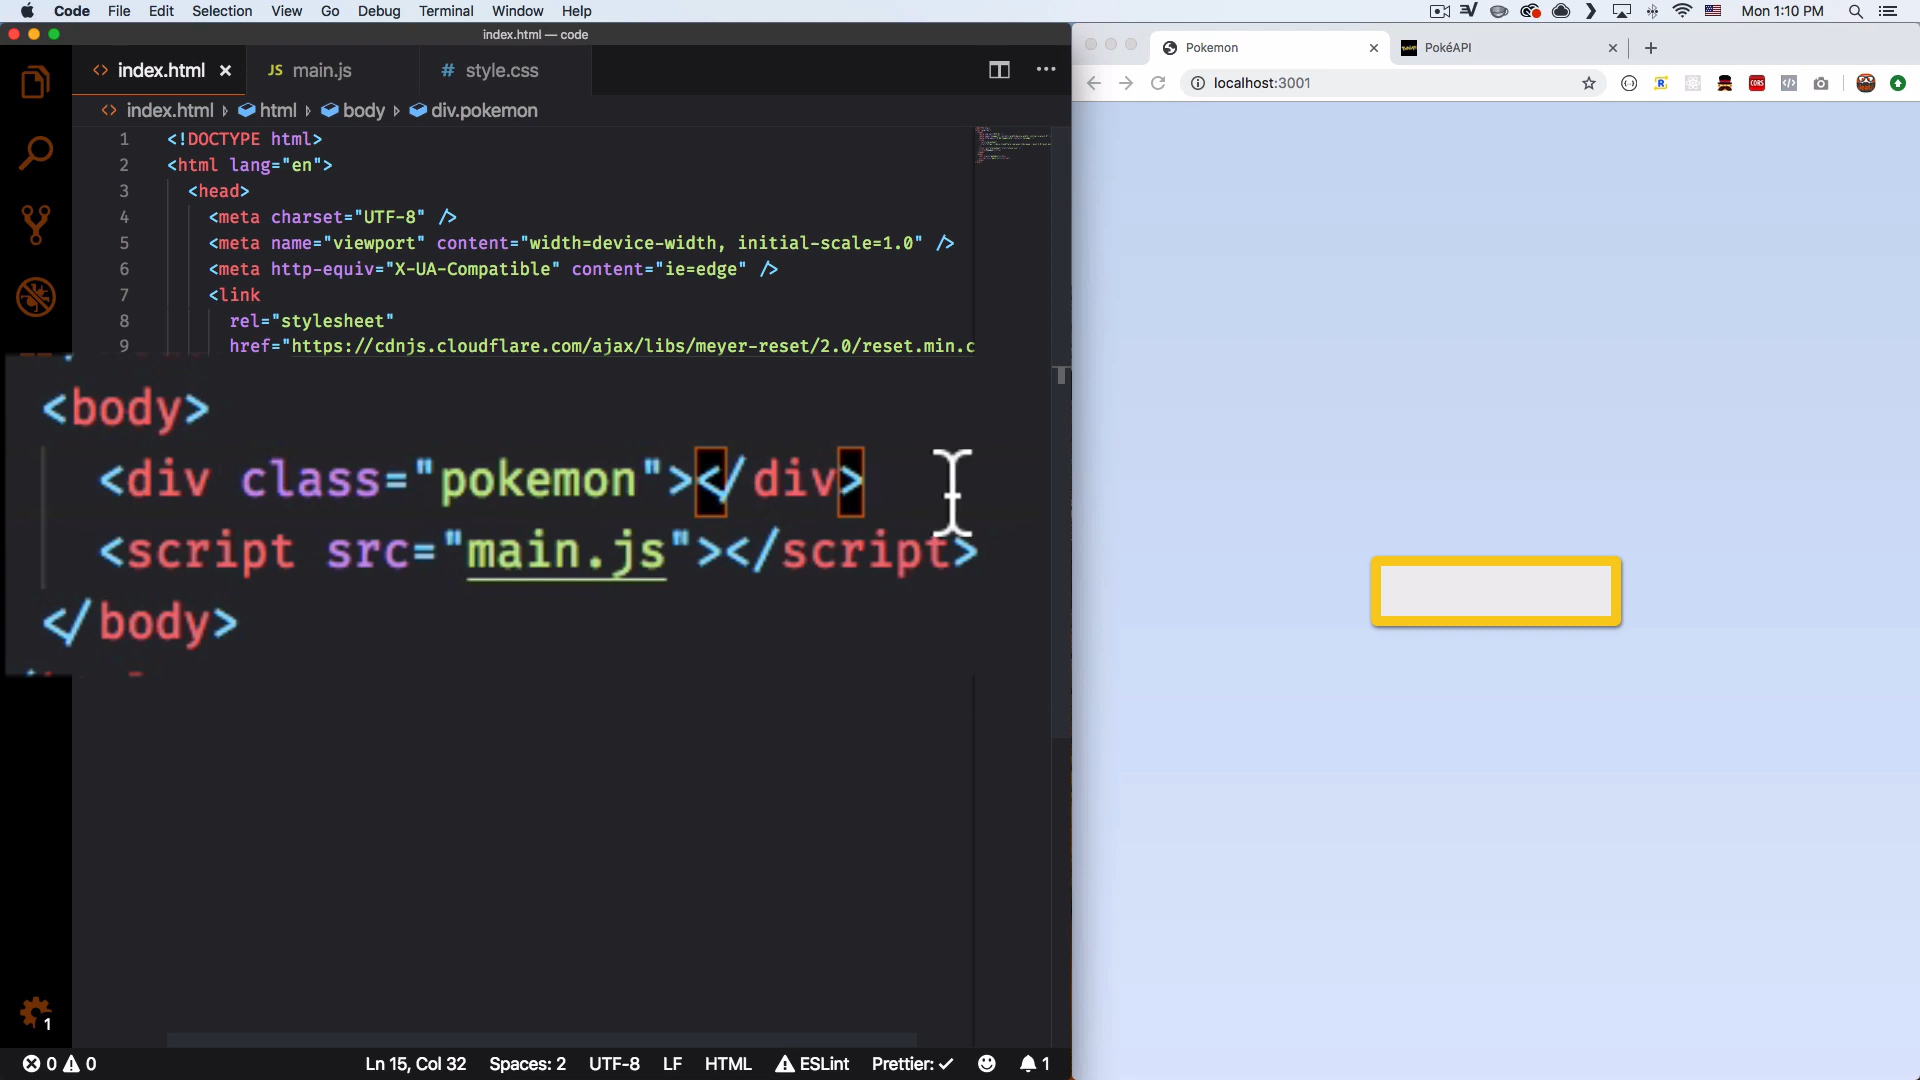 Code File Edit Selection View Go Debug Terminal Window Help
Mon 1:10 PM
index.html — code
index.html
JS main.js
# style.css
index.html html body div.pokemon
1 <!DOCTYPE html>
2 <html lang="en">
3 <head>
4 <meta charset="UTF-8" />
5 <meta name="viewport" content="width=device-width, initial-scale=1.0" />
6 <meta http-equiv="X-UA-Compatible" content="ie=edge" />
7 <link
8 rel="stylesheet"
9 href="https://cdnjs.cloudflare.com/ajax/libs/meyer-reset/2.0/reset.min.c
<body>
<div class="pokemon"></div>
<script src="main.js"></script>
</body>
1
0 0
Ln 15, Col 32 Spaces: 2 UTF-8 LF HTML ESLint Prettier: ✓ 1
Pokemon
PokéAPI
localhost:3001
CORS